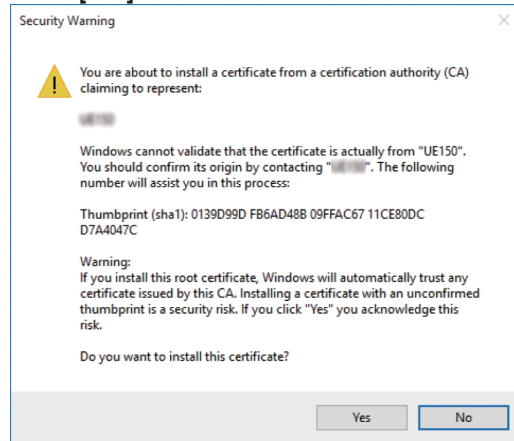 Security Warning
You are about to install a certificate from a certification authority (CA)
claiming to represent:
UE150
Windows cannot validate that the certificate is actually from "UE150".
You should confirm its origin by contacting "UE150". The following
number will assist you in this process:
Thumbprint (sha1): 0139D99D FB6AD48B 09FFAC67 11CE80DC
D7A4047C
Warning:
If you install this root certificate, Windows will automatically trust any
certificate issued by this CA. Installing a certificate with an unconfirmed
thumbprint is a security risk. If you click "Yes" you acknowledge this
risk.
Do you want to install this certificate?
Yes No